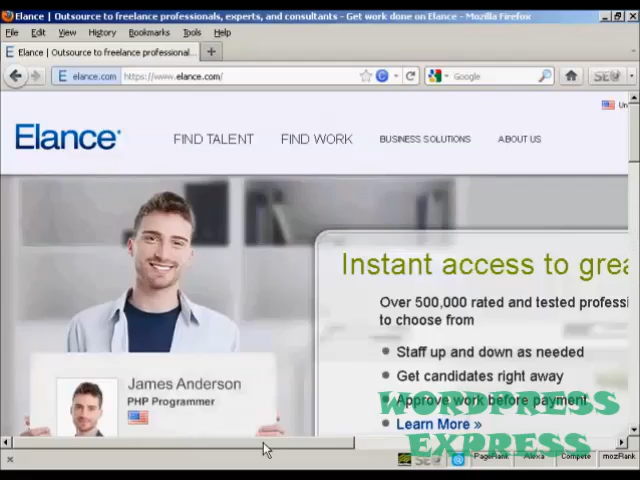 Elance | Outsource to freelance professionals, experts, and consultants - Get work done on Elance - Mozilla Firefox
File Edit View History Bookmarks Tools Help
Elance | Outsource to freelance professional...
elance.com https://www.elance.com/ Google
Un
Elance FIND TALENT FIND WORK BUSINESS SOLUTIONS ABOUT US
Instant access to grea
Over 500,000 rated and tested professi
to choose from
Staff up and down as needed
Get candidates right away
Approve work before payment
Learn More »
James Anderson
PHP Programmer
WORDPRESS
EXPRESS
PageRank Alexa Compete mozRank